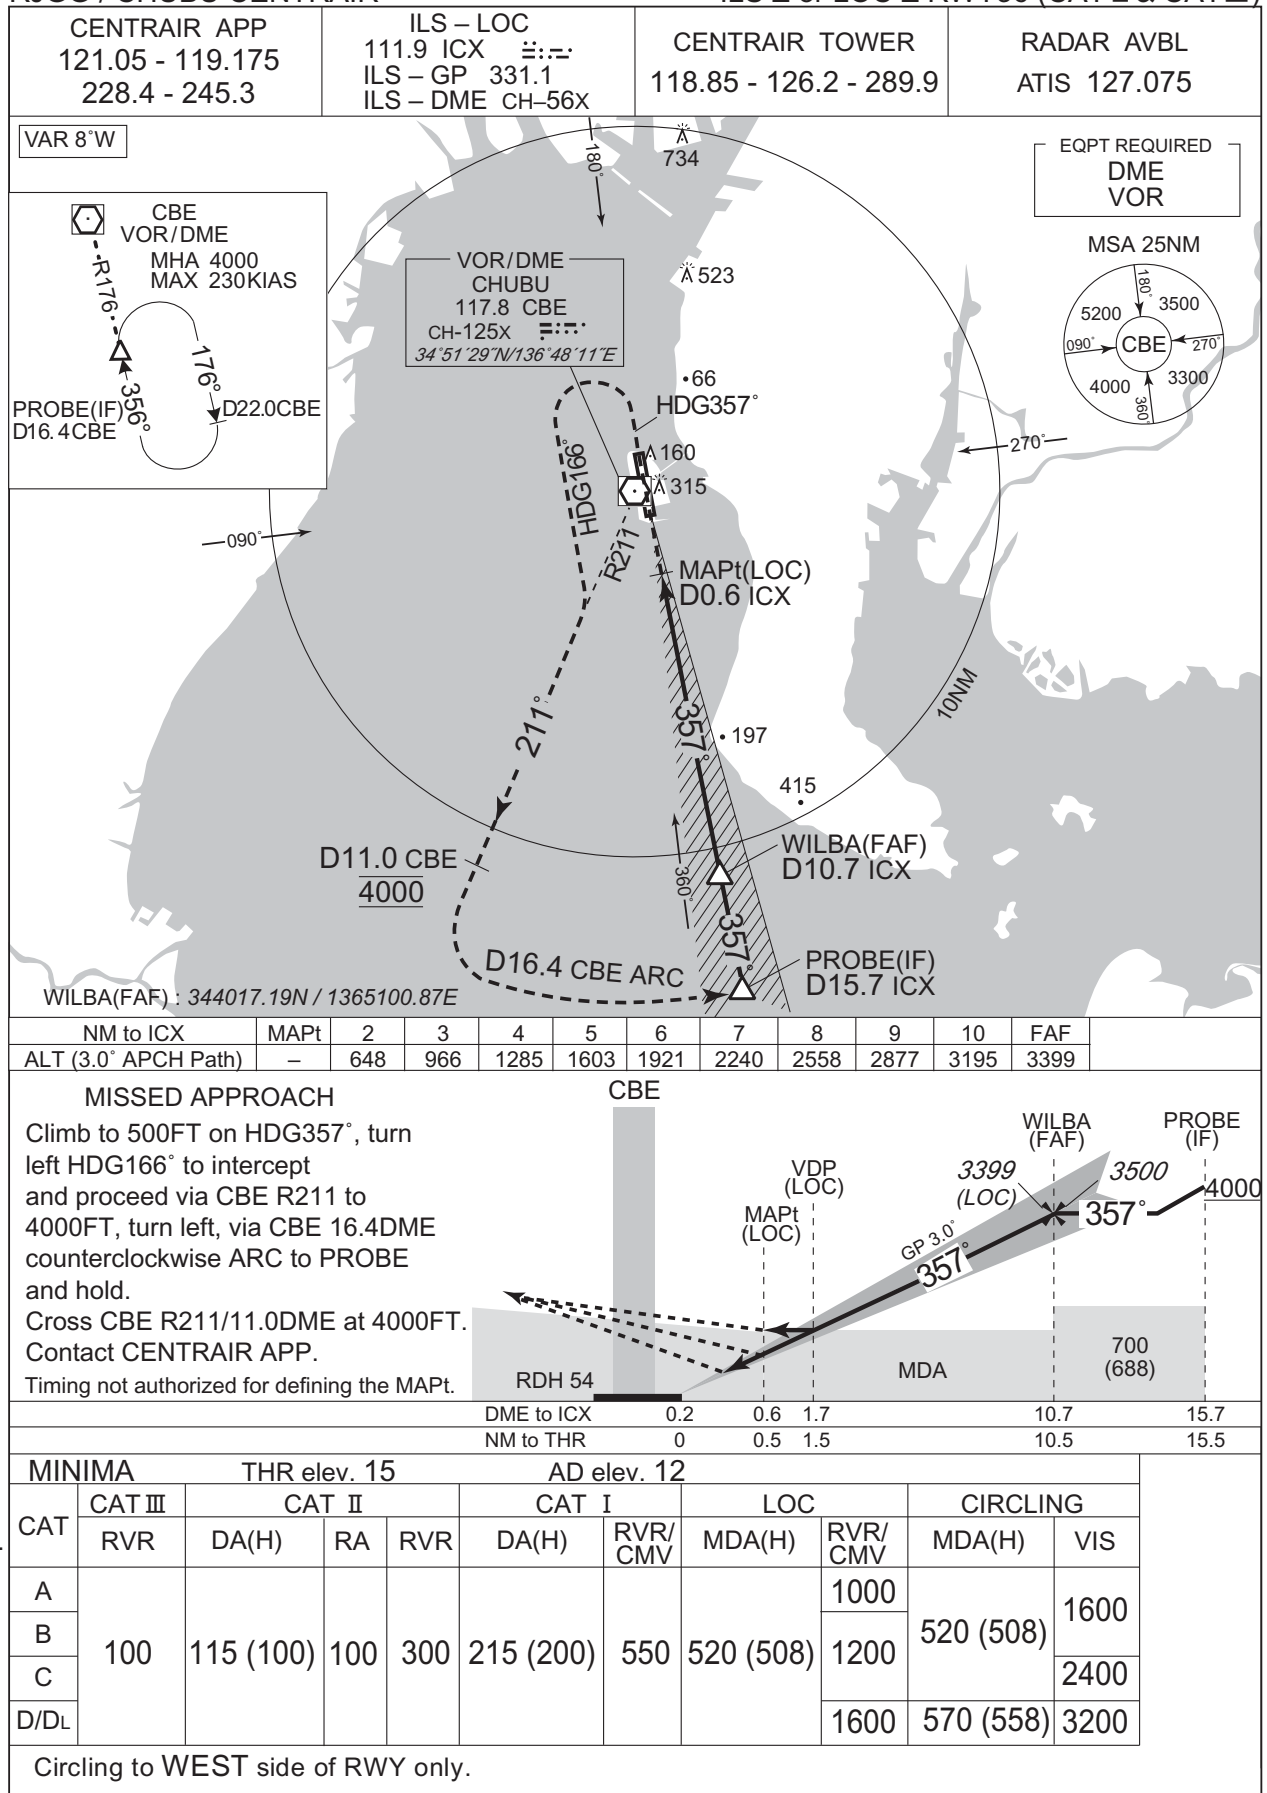 CENTRAIR APP
121.05 - 119.175
228.4 - 245.3
ILS – LOC
111.9 ICX
ILS – GP 331.1
ILS – DME CH–56X
CENTRAIR TOWER
118.85 - 126.2 - 289.9
RADAR AVBL
ATIS 127.075
VAR 8°W
CBE
VOR/DME
MHA 4000
MAX 230KIAS
R176
176°
356°
D22.0CBE
PROBE(IF)
D16.4CBE
180°
734
VOR/DME
CHUBU
117.8 CBE
CH-125X
34°51′29″N/136°48′11″E
523
66
HDG357°
160
315
HDG166°
R211
090°
270°
EQPT REQUIRED
DME
VOR
MSA 25NM
180°
5200
3500
090°
CBE
270°
4000
3300
360°
MAPt(LOC)
D0.6 ICX
10NM
211°
357°
197
415
WILBA(FAF)
D10.7 ICX
D11.0 CBE
4000
360°
357°
D16.4 CBE ARC
PROBE(IF)
D15.7 ICX
WILBA(FAF) : 344017.19N / 1365100.87E
NM to ICX MAPt 2 3 4 5 6 7 8 9 10 FAF
ALT (3.0° APCH Path) – 648 966 1285 1603 1921 2240 2558 2877 3195 3399
MISSED APPROACH
Climb to 500FT on HDG357°, turn
left HDG166° to intercept
and proceed via CBE R211 to
4000FT, turn left, via CBE 16.4DME
counterclockwise ARC to PROBE
and hold.
Cross CBE R211/11.0DME at 4000FT.
Contact CENTRAIR APP.
Timing not authorized for defining the MAPt.
CBE
WILBA
(FAF)
PROBE
(IF)
VDP
(LOC)
MAPt
(LOC)
3399
(LOC)
3500
4000
357°
GP 3.0°
357°
RDH 54
MDA
700
(688)
DME to ICX 0.2 0.6 1.7 10.7 15.7
NM to THR 0 0.5 1.5 10.5 15.5
MINIMA THR elev. 15 AD elev. 12
CAT CAT Ⅲ CAT Ⅱ CAT Ⅰ LOC CIRCLING
RVR DA(H) RA RVR DA(H) RVR/CMV MDA(H) RVR/CMV MDA(H) VIS
A 1000
B 100 115 (100) 100 300 215 (200) 550 520 (508) 1200 520 (508) 1600
C 2400
D/DL 1600 570 (558) 3200
Circling to WEST side of RWY only.